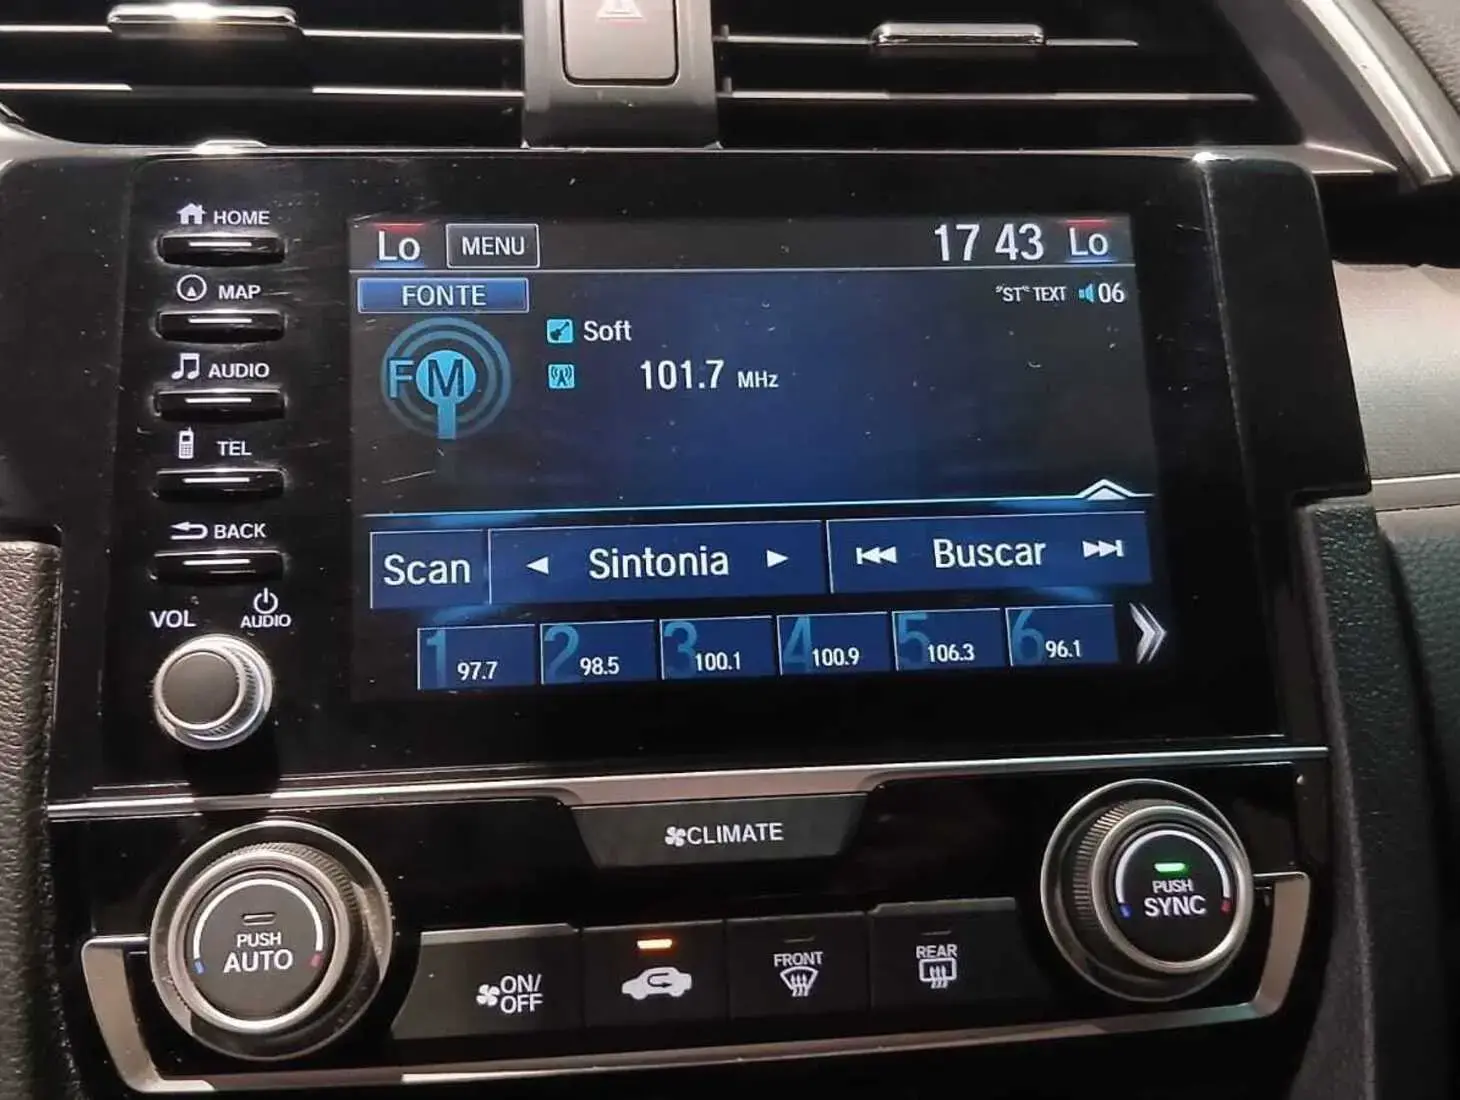 HOME
MAP
AUDIO
TEL
BACK
VOL
AUDIO
Lo MENU 17 43 Lo
FONTE "ST" TEXT 06
FM
Soft
101.7 MHz
Scan Sintonia Buscar
1 97.7 2 98.5 3 100.1 4 100.9 5 106.3 6 96.1
CLIMATE
PUSH
AUTO
ON/
OFF
FRONT
REAR
PUSH
SYNC